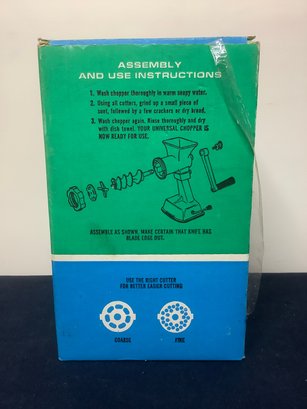 ASSEMBLY
AND USE INSTRUCTIONS
1. Wash chopper thoroughly in warm soapy water.
2. Using all cutters, grind up a small piece of
suet, followed by a few crackers or dry bread.
3. Wash chopper again. Rinse thoroughly and dry
with dish towel. YOUR UNIVERSAL CHOPPER IS
NOW READY FOR USE.
ASSEMBLE AS SHOWN. MAKE CERTAIN THAT KNIFE HAS
BLADE EDGE OUT.
USE THE RIGHT CUTTER
FOR BETTER EASIER CUTTING
COARSE
FINE